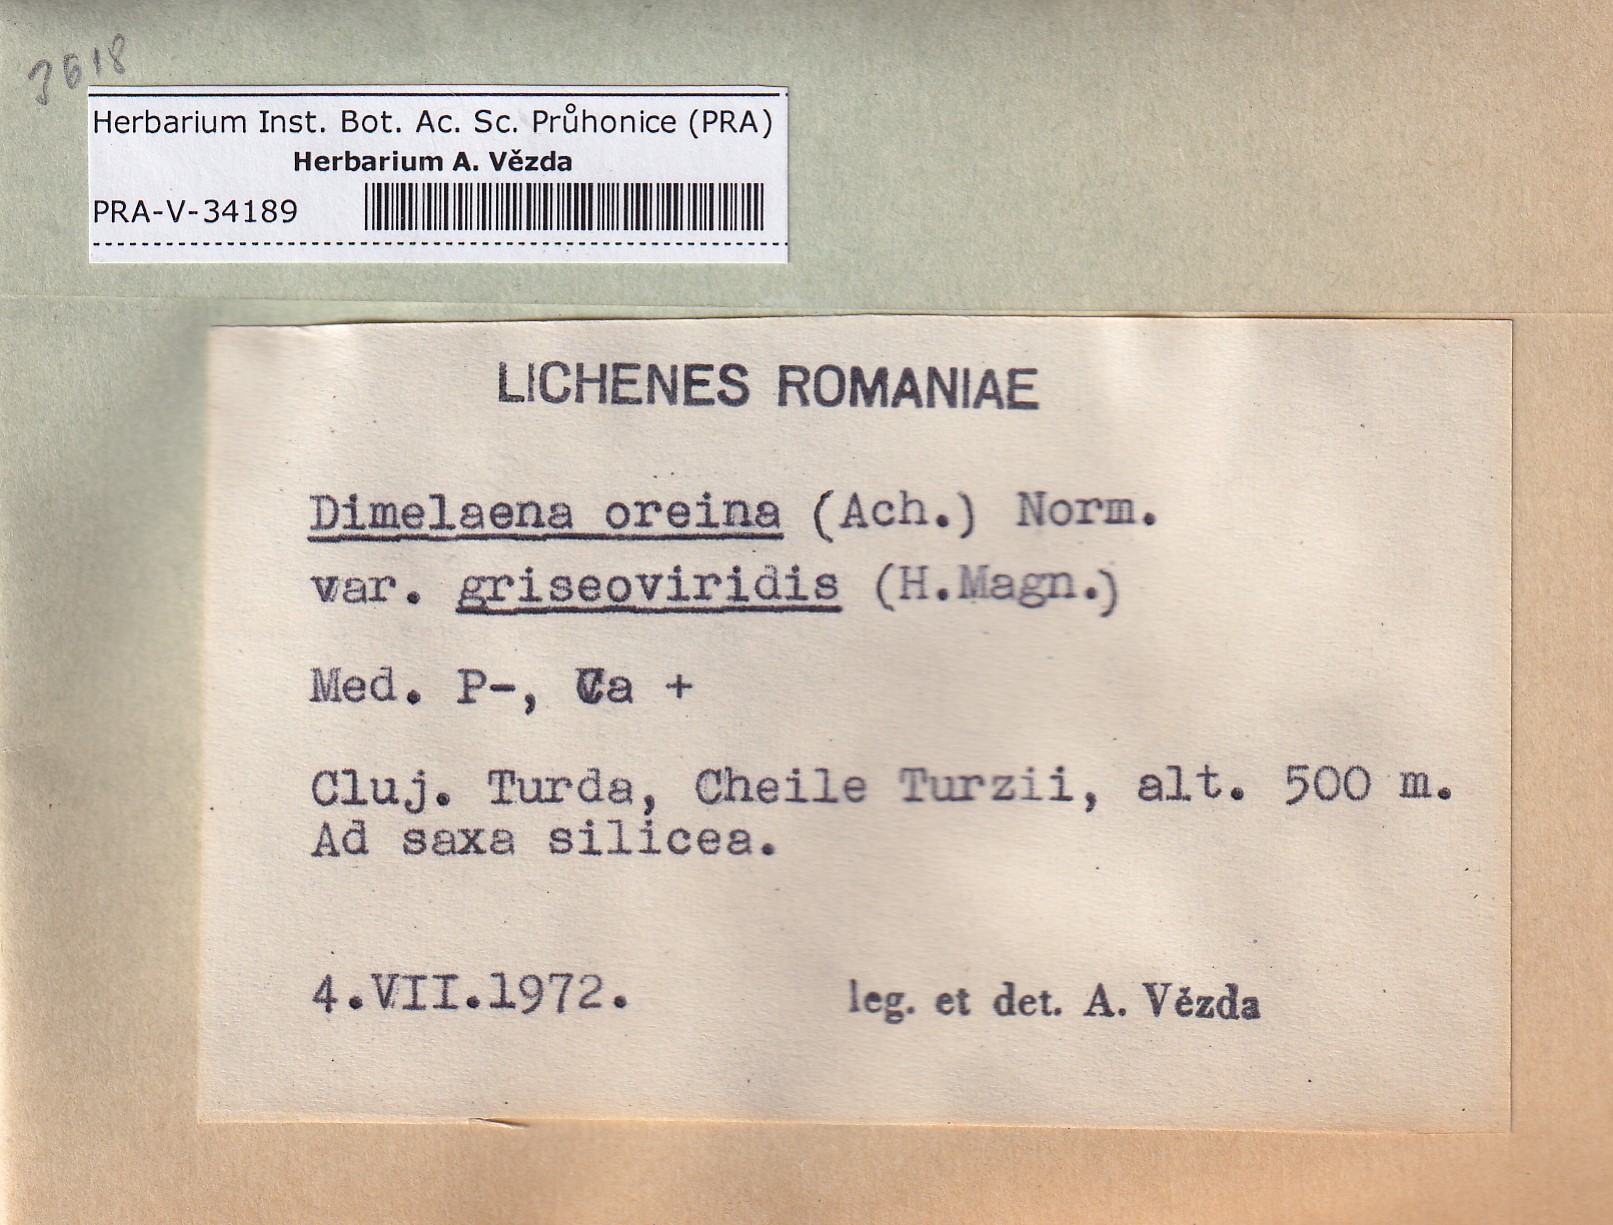 3618
Herbarium Inst. Bot. Ac. Sc. Průhonice (PRA)
Herbarium A. Vězda
PRA-V-34189
LICHENES ROMANIAE
Dimelaena oreina (Ach.) Norm.
var. griseoviridis (H.Magn.)
Med. P-, Ca +
Cluj. Turda, Cheile Turzii, alt. 500 m.
Ad saxa silicea.
4.VII.1972. leg. et det. A. Vězda